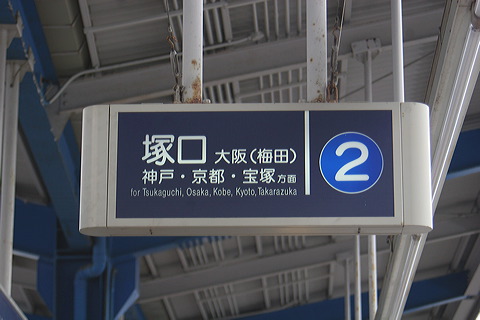 塚口 大阪(梅田)
神戸・京都・宝塚方面
for Tsukaguchi, Osaka, Kobe, Kyoto, Takarazuka
2